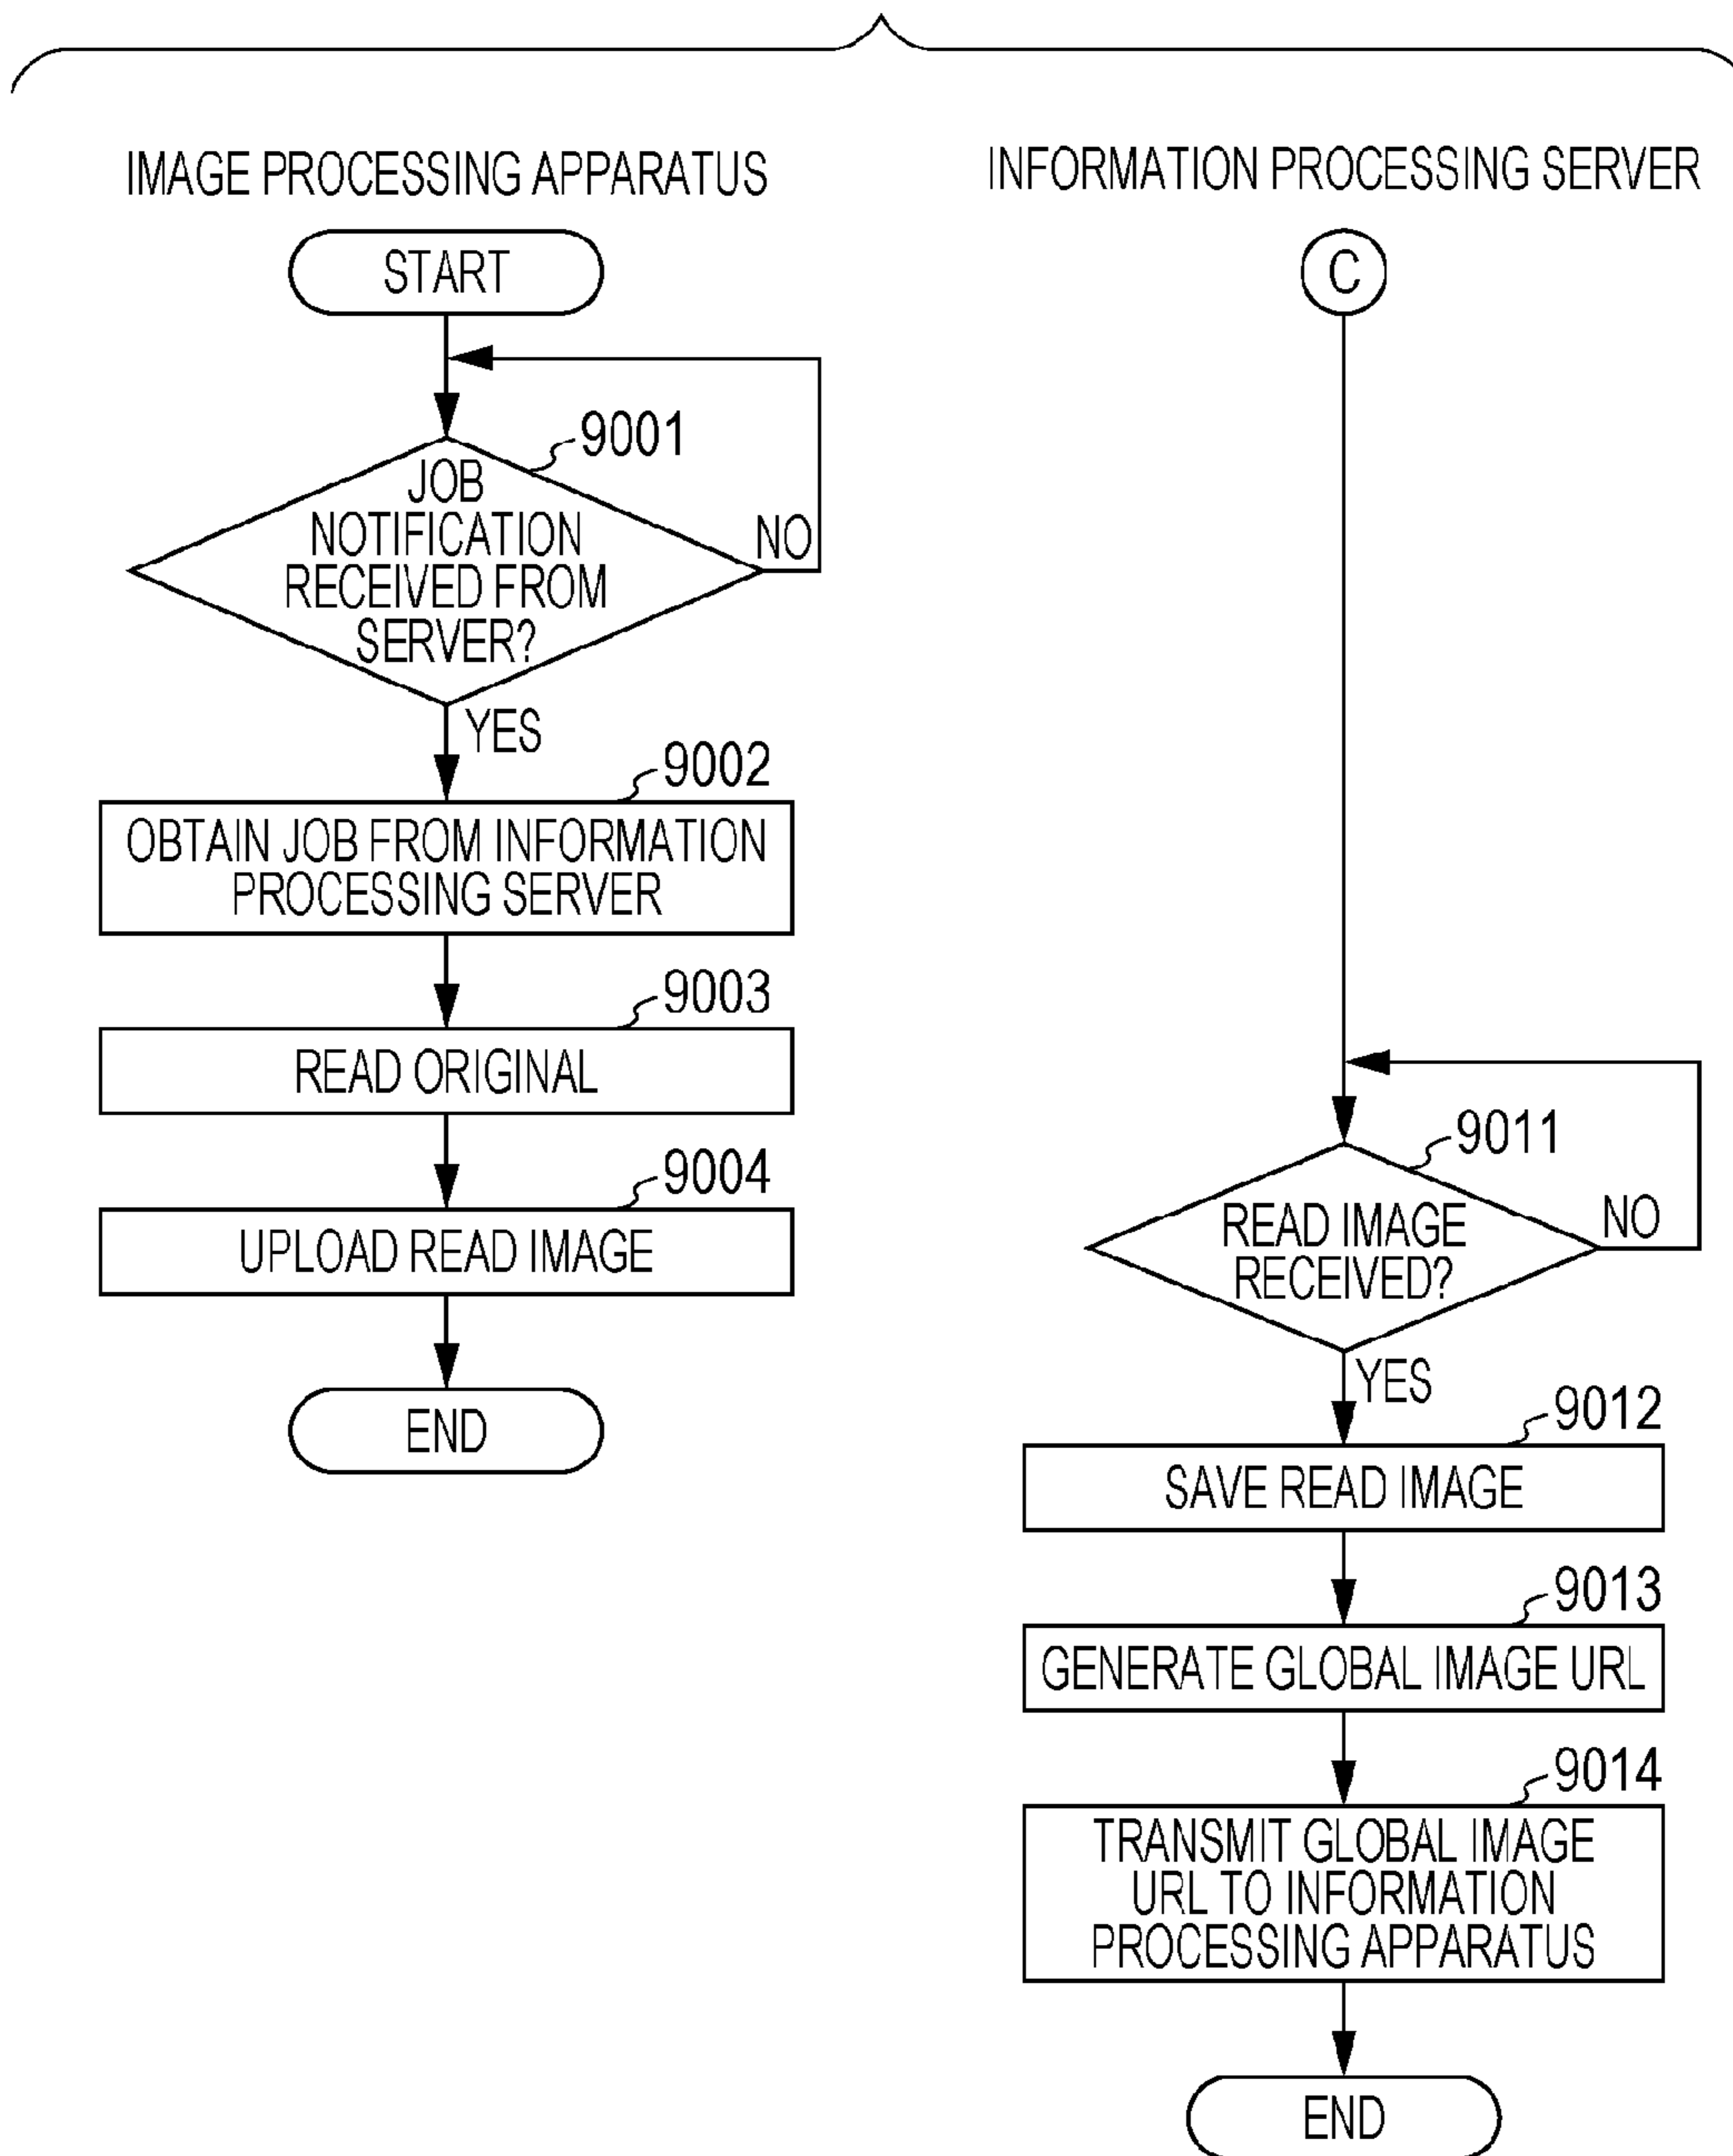 IMAGE PROCESSING APPARATUS
START
9001
JOB
NOTIFICATION
RECEIVED FROM
SERVER?
NO
YES
9002
OBTAIN JOB FROM INFORMATION
PROCESSING SERVER
9003
READ ORIGINAL
9004
UPLOAD READ IMAGE
END
INFORMATION PROCESSING SERVER
C
9011
READ IMAGE
RECEIVED?
NO
YES
9012
SAVE READ IMAGE
9013
GENERATE GLOBAL IMAGE URL
9014
TRANSMIT GLOBAL IMAGE
URL TO INFORMATION
PROCESSING APPARATUS
END